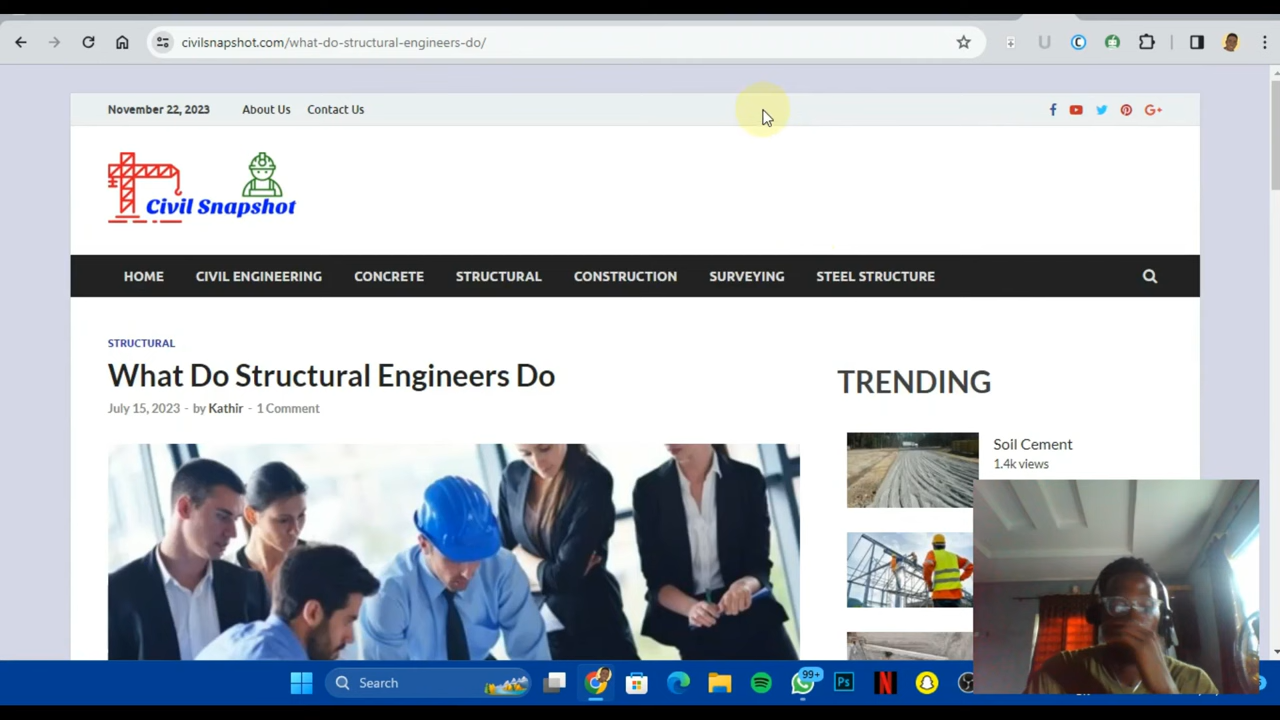 civilsnapshot.com/what-do-structural-engineers-do/
November 22, 2023 About Us Contact Us
Civil Snapshot
HOME CIVIL ENGINEERING CONCRETE STRUCTURAL CONSTRUCTION SURVEYING STEEL STRUCTURE
STRUCTURAL
What Do Structural Engineers Do
July 15, 2023 - by Kathir - 1 Comment
TRENDING
Soil Cement
1.4k views
Search
99+
Ps